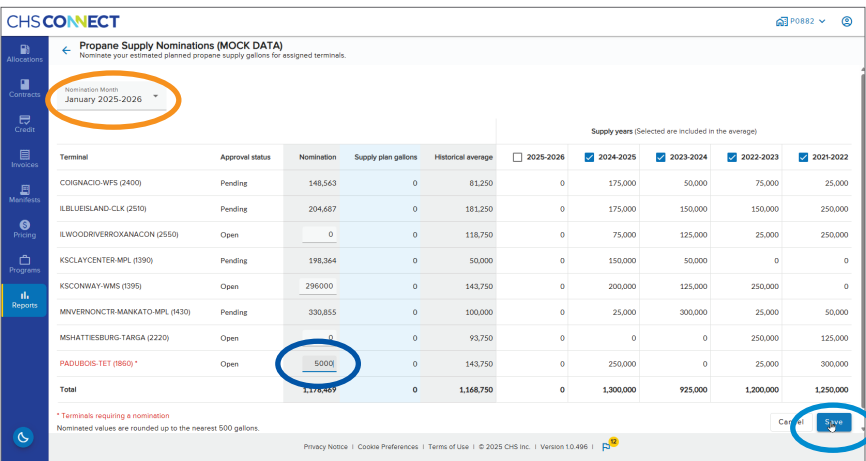 CHS CONNECT
P0882
Propane Supply Nominations (MOCK DATA)
Nominate your estimated planned propane supply gallons for assigned terminals.
Allocations
Contracts
Credit
Invoices
Manifests
Pricing
Programs
Reports
Nomination Month
January 2025-2026
Supply years (Selected are included in the average)
Terminal Approval status Nomination Supply plan gallons Historical average 2025-2026 2024-2025 2023-2024 2022-2023 2021-2022
COIGNACIO-WFS (2400) Pending 148,563 0 81,250 0 175,000 50,000 75,000 25,000
ILBLUEISLAND-CLK (2510) Pending 204,687 0 181,250 0 175,000 150,000 150,000 250,000
ILWOODRIVERROXANACON (2550) Open 0 0 118,750 0 75,000 125,000 25,000 250,000
KSCLAYCENTER-MPL (1390) Pending 198,364 0 50,000 0 150,000 50,000 0 0
KSCONWAY-WMS (1395) Open 296000 0 143,750 0 200,000 125,000 250,000 0
MNVERNONCTR-MANKATO-MPL (1430) Pending 330,855 0 100,000 0 25,000 300,000 25,000 50,000
MSHATTIESBURG-TARGA (2220) Open 0 0 93,750 0 0 0 250,000 125,000
PADUBOIS-TET (1860) * Open 5000 0 143,750 0 250,000 0 25,000 300,000
Total 1,178,469 0 1,168,750 0 1,300,000 925,000 1,200,000 1,250,000
* Terminals requiring a nomination
Nominated values are rounded up to the nearest 500 gallons.
Cancel Save
Privacy Notice | Cookie Preferences | Terms of Use | © 2025 CHS Inc. | Version 1.0.496 | 12